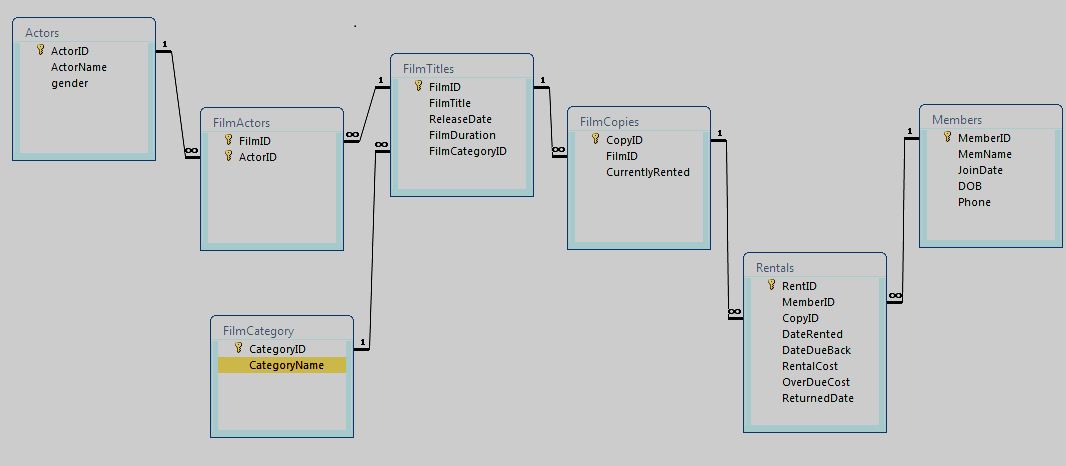 Actors
ActorID
ActorName
gender
1
∞
FilmActors
FilmID
ActorID
∞
1
FilmTitles
FilmID
FilmTitle
ReleaseDate
FilmDuration
FilmCategoryID
∞
1
FilmCategory
CategoryID
CategoryName
1
∞
FilmCopies
CopyID
FilmID
CurrentlyRented
1
∞
Rentals
RentID
MemberID
CopyID
DateRented
DateDueBack
RentalCost
OverDueCost
ReturnedDate
∞
1
Members
MemberID
MemName
JoinDate
DOB
Phone